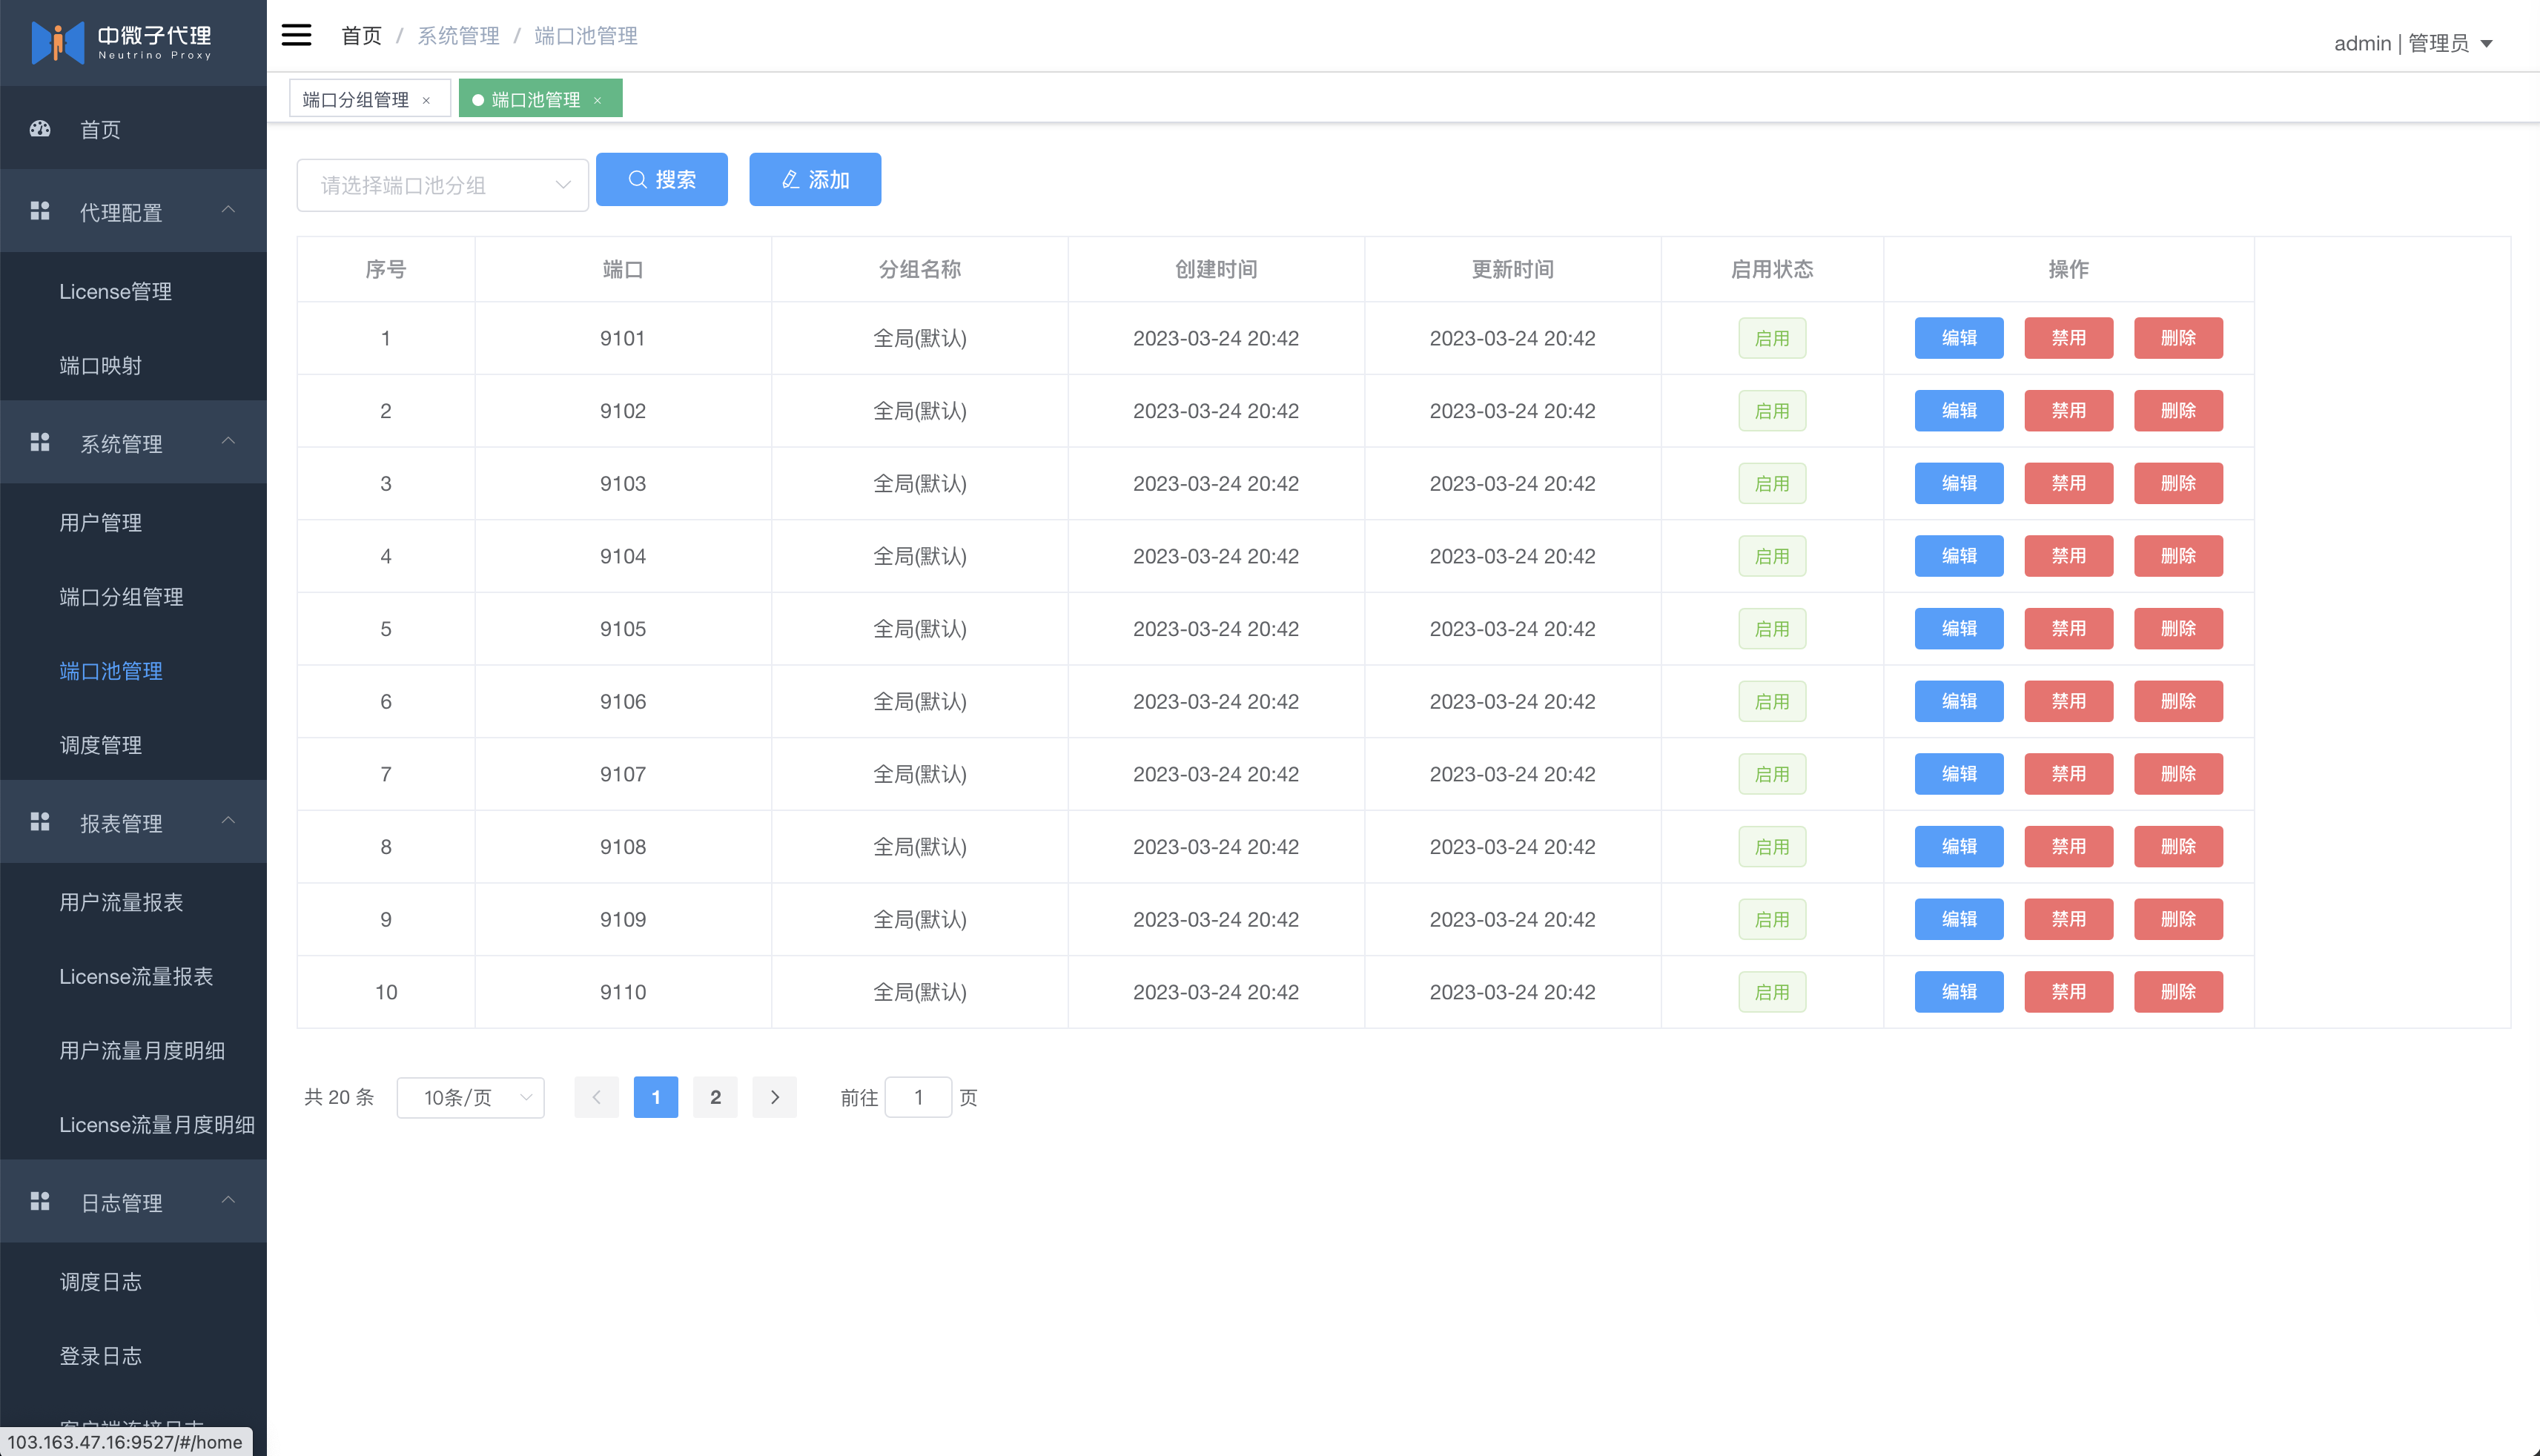 中微子代理
Neutrino Proxy
首页
代理配置
License管理
端口映射
系统管理
用户管理
端口分组管理
端口池管理
调度管理
报表管理
用户流量报表
License流量报表
用户流量月度明细
License流量月度明细
日志管理
调度日志
登录日志
103.163.47.16:9527/#/home
首页 / 系统管理 / 端口池管理
admin | 管理员
端口分组管理 × 端口池管理 ×
请选择端口池分组 搜索 添加
序号 端口 分组名称 创建时间 更新时间 启用状态 操作
1 9101 全局(默认) 2023-03-24 20:42 2023-03-24 20:42 启用 编辑 禁用 删除
2 9102 全局(默认) 2023-03-24 20:42 2023-03-24 20:42 启用 编辑 禁用 删除
3 9103 全局(默认) 2023-03-24 20:42 2023-03-24 20:42 启用 编辑 禁用 删除
4 9104 全局(默认) 2023-03-24 20:42 2023-03-24 20:42 启用 编辑 禁用 删除
5 9105 全局(默认) 2023-03-24 20:42 2023-03-24 20:42 启用 编辑 禁用 删除
6 9106 全局(默认) 2023-03-24 20:42 2023-03-24 20:42 启用 编辑 禁用 删除
7 9107 全局(默认) 2023-03-24 20:42 2023-03-24 20:42 启用 编辑 禁用 删除
8 9108 全局(默认) 2023-03-24 20:42 2023-03-24 20:42 启用 编辑 禁用 删除
9 9109 全局(默认) 2023-03-24 20:42 2023-03-24 20:42 启用 编辑 禁用 删除
10 9110 全局(默认) 2023-03-24 20:42 2023-03-24 20:42 启用 编辑 禁用 删除
共 20 条 10条/页 1 2 前往 1 页